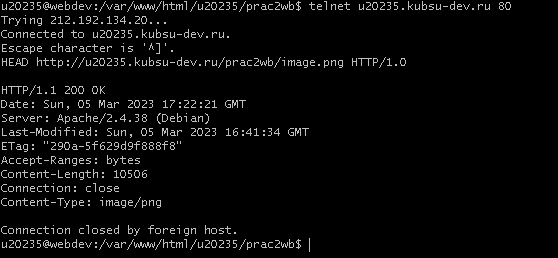 u20235@webdev:/var/www/html/u20235/prac2wb$ telnet u20235.kubsu-dev.ru 80
Trying 212.192.134.20...
Connected to u20235.kubsu-dev.ru.
Escape character is '^]'.
HEAD http://u20235.kubsu-dev.ru/prac2wb/image.png HTTP/1.0

HTTP/1.1 200 OK
Date: Sun, 05 Mar 2023 17:22:21 GMT
Server: Apache/2.4.38 (Debian)
Last-Modified: Sun, 05 Mar 2023 16:41:34 GMT
ETag: "290a-5f629d9f888f8"
Accept-Ranges: bytes
Content-Length: 10506
Connection: close
Content-Type: image/png

Connection closed by foreign host.
u20235@webdev:/var/www/html/u20235/prac2wb$